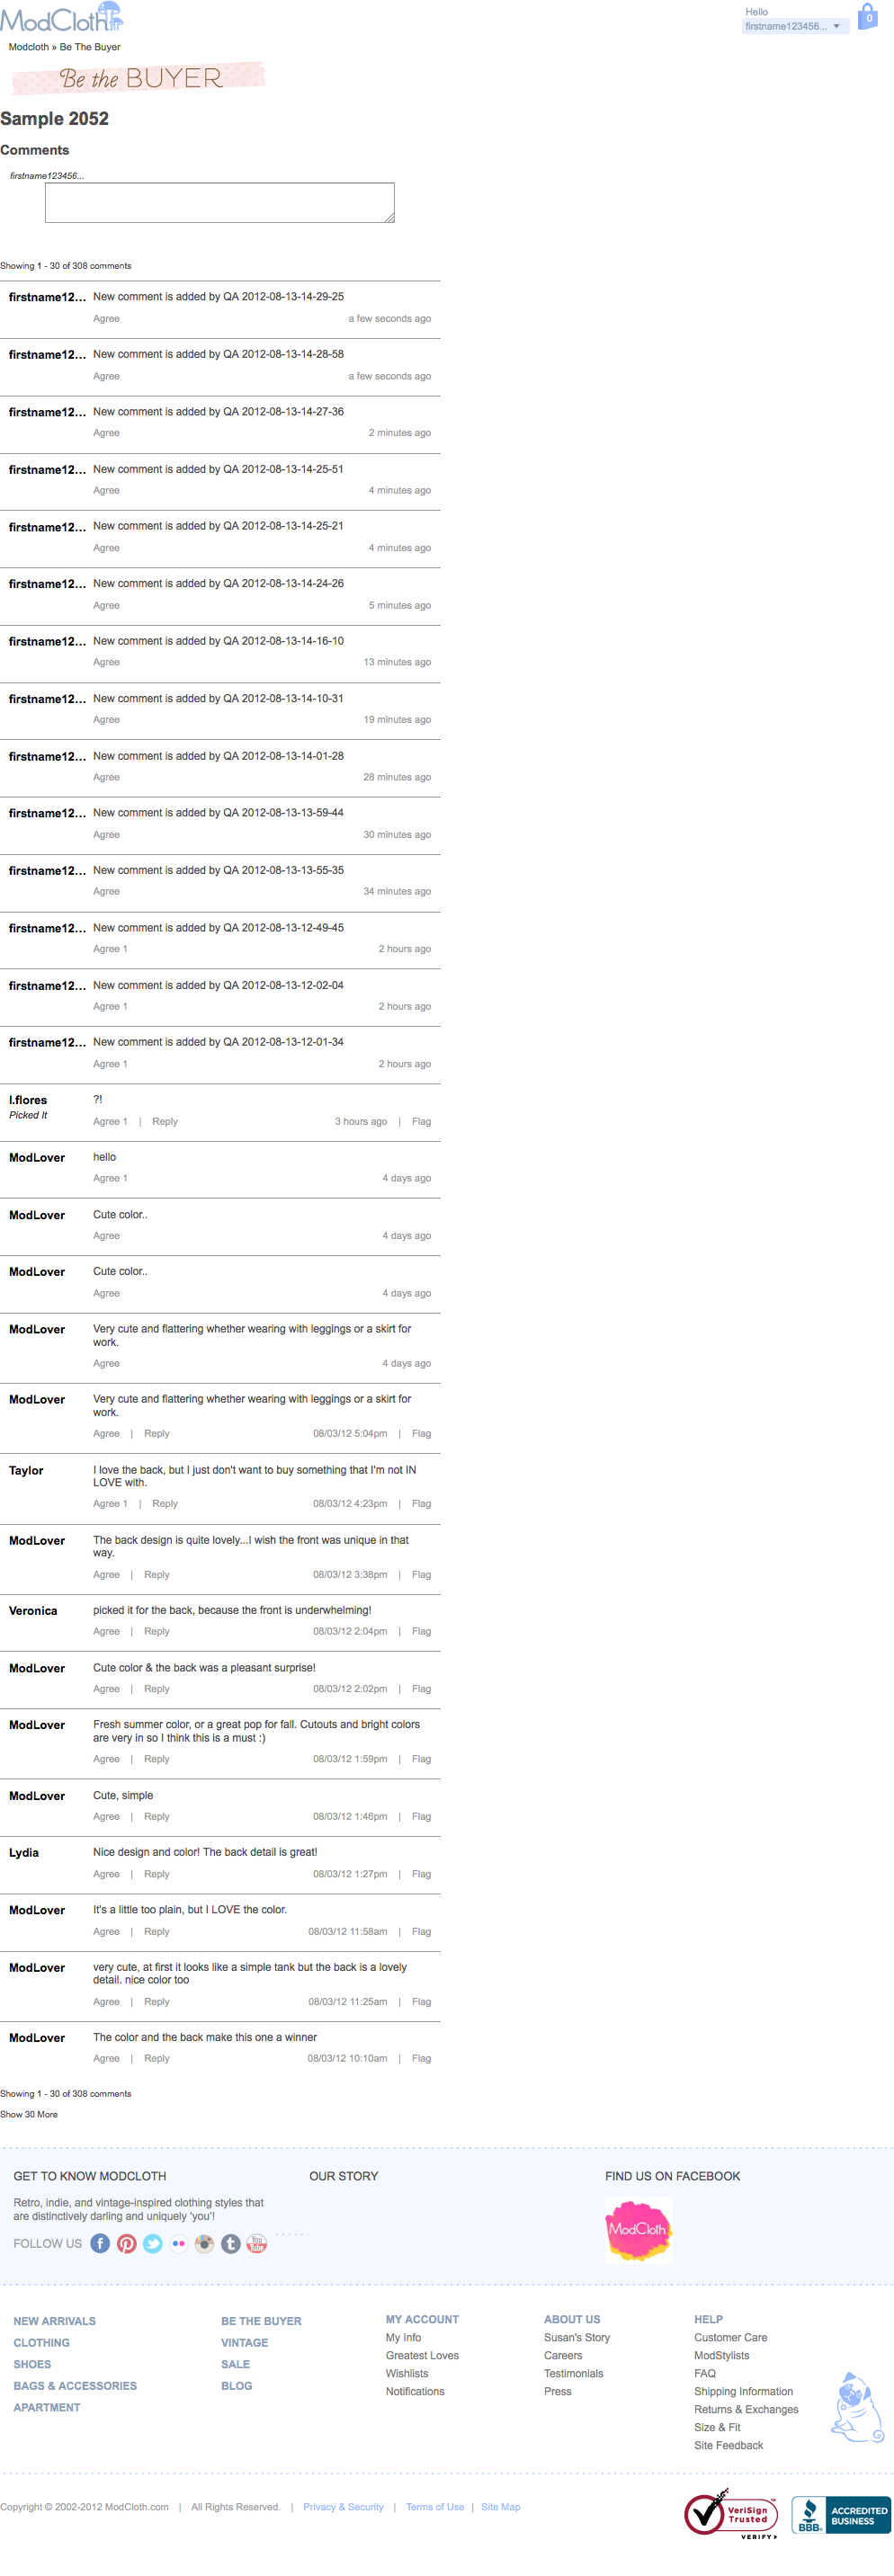 ModCloth
Hello
firstname123456... ▼
0
Modcloth » Be The Buyer
Be the BUYER
Sample 2052
Comments
firstname123456...
Showing 1 - 30 of 308 comments
firstname12... New comment is added by QA 2012-08-13-14-29-25
Agree a few seconds ago
firstname12... New comment is added by QA 2012-08-13-14-28-58
Agree a few seconds ago
firstname12... New comment is added by QA 2012-08-13-14-27-36
Agree 2 minutes ago
firstname12... New comment is added by QA 2012-08-13-14-25-51
Agree 4 minutes ago
firstname12... New comment is added by QA 2012-08-13-14-25-21
Agree 4 minutes ago
firstname12... New comment is added by QA 2012-08-13-14-24-26
Agree 5 minutes ago
firstname12... New comment is added by QA 2012-08-13-14-16-10
Agree 13 minutes ago
firstname12... New comment is added by QA 2012-08-13-14-10-31
Agree 19 minutes ago
firstname12... New comment is added by QA 2012-08-13-14-01-28
Agree 28 minutes ago
firstname12... New comment is added by QA 2012-08-13-13-59-44
Agree 30 minutes ago
firstname12... New comment is added by QA 2012-08-13-13-55-35
Agree 34 minutes ago
firstname12... New comment is added by QA 2012-08-13-12-49-45
Agree 1 2 hours ago
firstname12... New comment is added by QA 2012-08-13-12-02-04
Agree 1 2 hours ago
firstname12... New comment is added by QA 2012-08-13-12-01-34
Agree 1 2 hours ago
l.flores ?!
Picked It
Agree 1 | Reply 3 hours ago | Flag
ModLover hello
Agree 1 4 days ago
ModLover Cute color..
Agree 4 days ago
ModLover Cute color..
Agree 4 days ago
ModLover Very cute and flattering whether wearing with leggings or a skirt for
work.
Agree 4 days ago
ModLover Very cute and flattering whether wearing with leggings or a skirt for
work.
Agree | Reply 08/03/12 5:04pm | Flag
Taylor I love the back, but I just don't want to buy something that I'm not IN
LOVE with.
Agree 1 | Reply 08/03/12 4:23pm | Flag
ModLover The back design is quite lovely...I wish the front was unique in that
way.
Agree | Reply 08/03/12 3:38pm | Flag
Veronica picked it for the back, because the front is underwhelming!
Agree | Reply 08/03/12 2:04pm | Flag
ModLover Cute color & the back was a pleasant surprise!
Agree | Reply 08/03/12 2:02pm | Flag
ModLover Fresh summer color, or a great pop for fall. Cutouts and bright colors
are very in so I think this is a must :)
Agree | Reply 08/03/12 1:59pm | Flag
ModLover Cute, simple
Agree | Reply 08/03/12 1:46pm | Flag
Lydia Nice design and color! The back detail is great!
Agree | Reply 08/03/12 1:27pm | Flag
ModLover It's a little too plain, but I LOVE the color.
Agree | Reply 08/03/12 11:58am | Flag
ModLover very cute, at first it looks like a simple tank but the back is a lovely
detail. nice color too
Agree | Reply 08/03/12 11:25am | Flag
ModLover The color and the back make this one a winner
Agree | Reply 08/03/12 10:10am | Flag
Showing 1 - 30 of 308 comments
Show 30 More
GET TO KNOW MODCLOTH
Retro, indie, and vintage-inspired clothing styles that
are distinctively darling and uniquely 'you'!
FOLLOW US
You
Tube
OUR STORY
FIND US ON FACEBOOK
ModCloth
NEW ARRIVALS
CLOTHING
SHOES
BAGS & ACCESSORIES
APARTMENT
BE THE BUYER
VINTAGE
SALE
BLOG
MY ACCOUNT
My Info
Greatest Loves
Wishlists
Notifications
ABOUT US
Susan's Story
Careers
Testimonials
Press
HELP
Customer Care
ModStylists
FAQ
Shipping Information
Returns & Exchanges
Size & Fit
Site Feedback
Copyright © 2002-2012 ModCloth.com | All Rights Reserved. | Privacy & Security | Terms of Use | Site Map
VeriSign
Trusted
VERIFY
BBB
ACCREDITED
BUSINESS